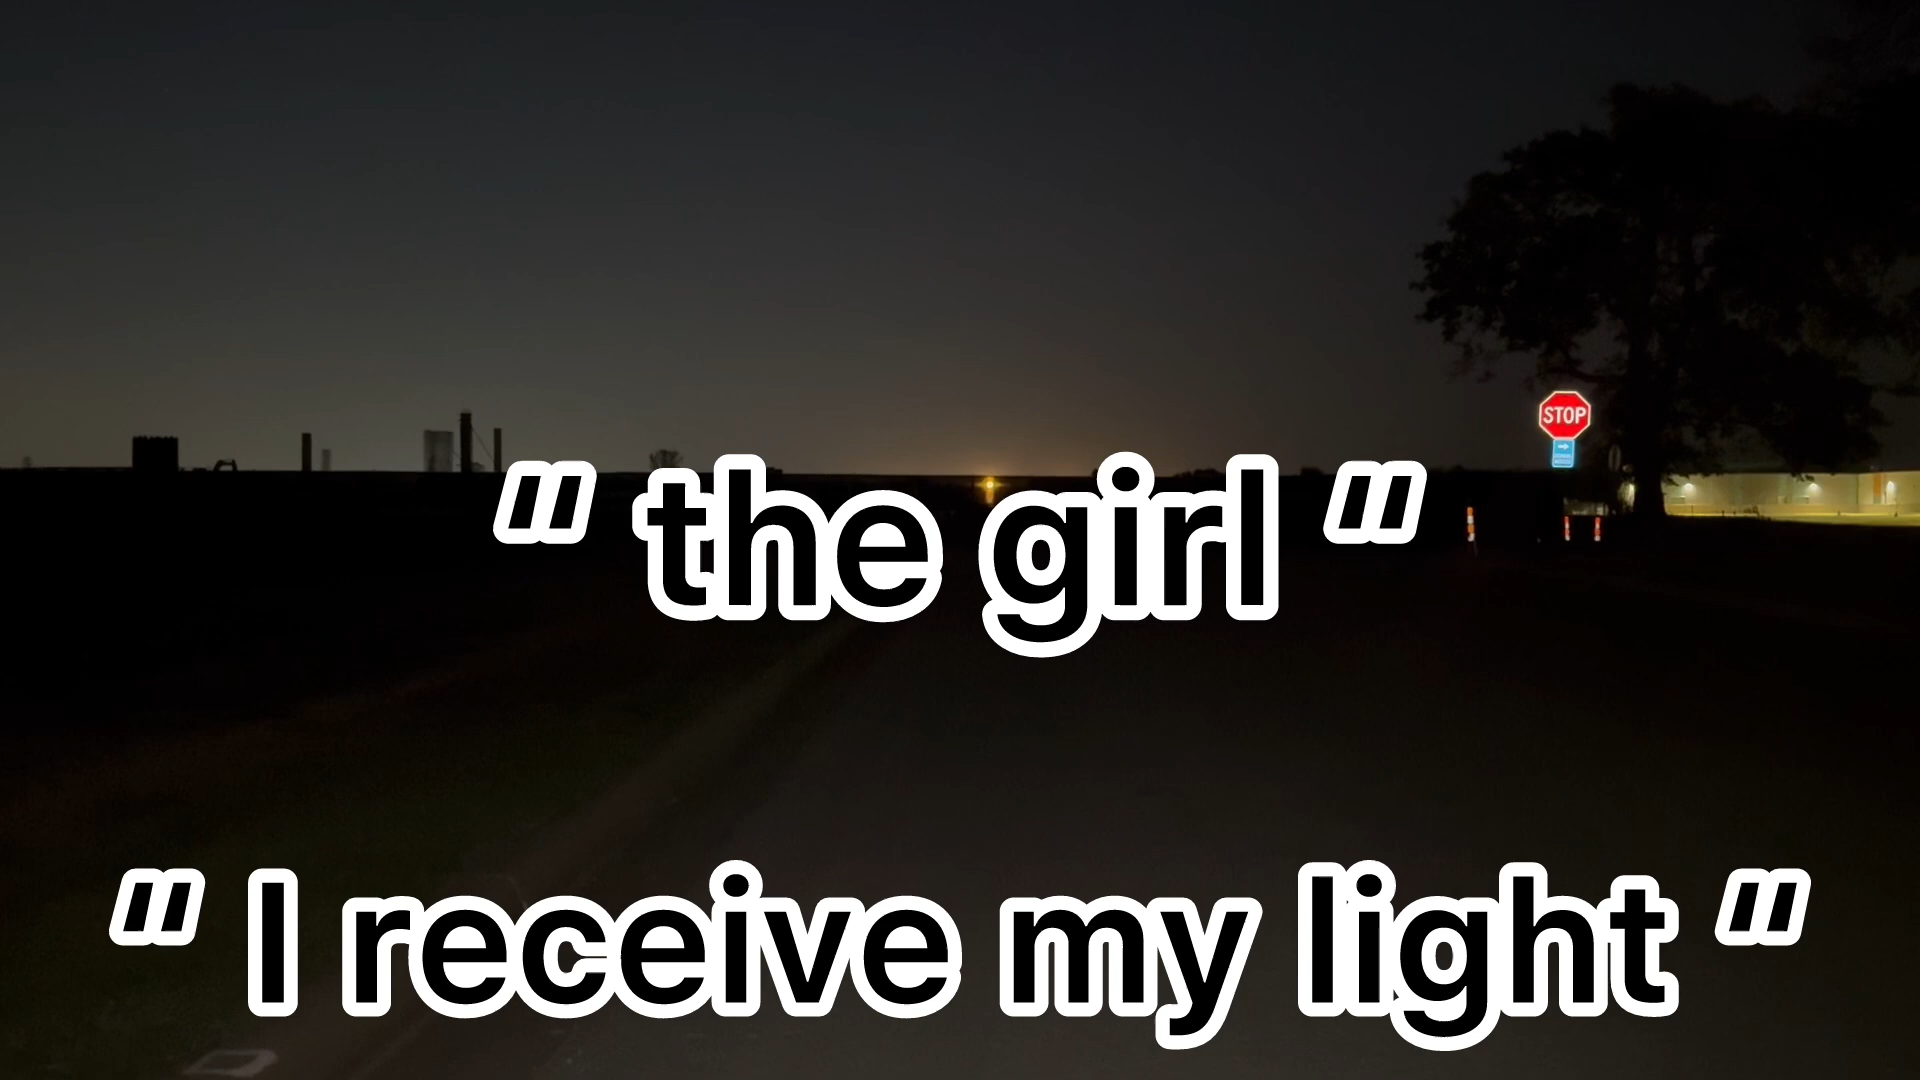 STOP
" the girl "
" I receive my light "